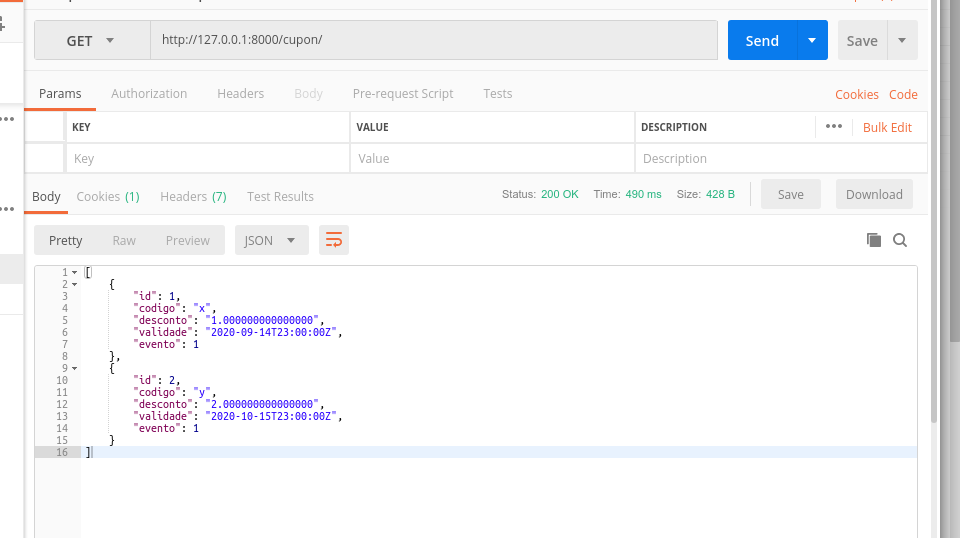 GET http://127.0.0.1:8000/cupon/ Send Save
Params Authorization Headers Body Pre-request Script Tests Cookies Code
KEY VALUE DESCRIPTION ••• Bulk Edit
Key Value Description
Body Cookies (1) Headers (7) Test Results Status: 200 OK Time: 490 ms Size: 428 B Save Download
Pretty Raw Preview JSON
1 [
2 {
3 "id": 1,
4 "codigo": "x",
5 "desconto": "1.000000000000000",
6 "validade": "2020-09-14T23:00:00Z",
7 "evento": 1
8 },
9 {
10 "id": 2,
11 "codigo": "y",
12 "desconto": "2.000000000000000",
13 "validade": "2020-10-15T23:00:00Z",
14 "evento": 1
15 }
16 ]